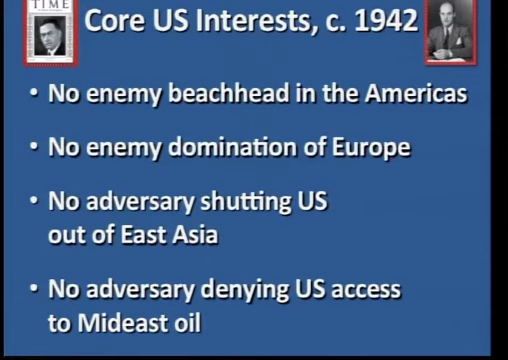 TIME
Core US Interests, c. 1942
• No enemy beachhead in the Americas
• No enemy domination of Europe
• No adversary shutting US
out of East Asia
• No adversary denying US access
to Mideast oil